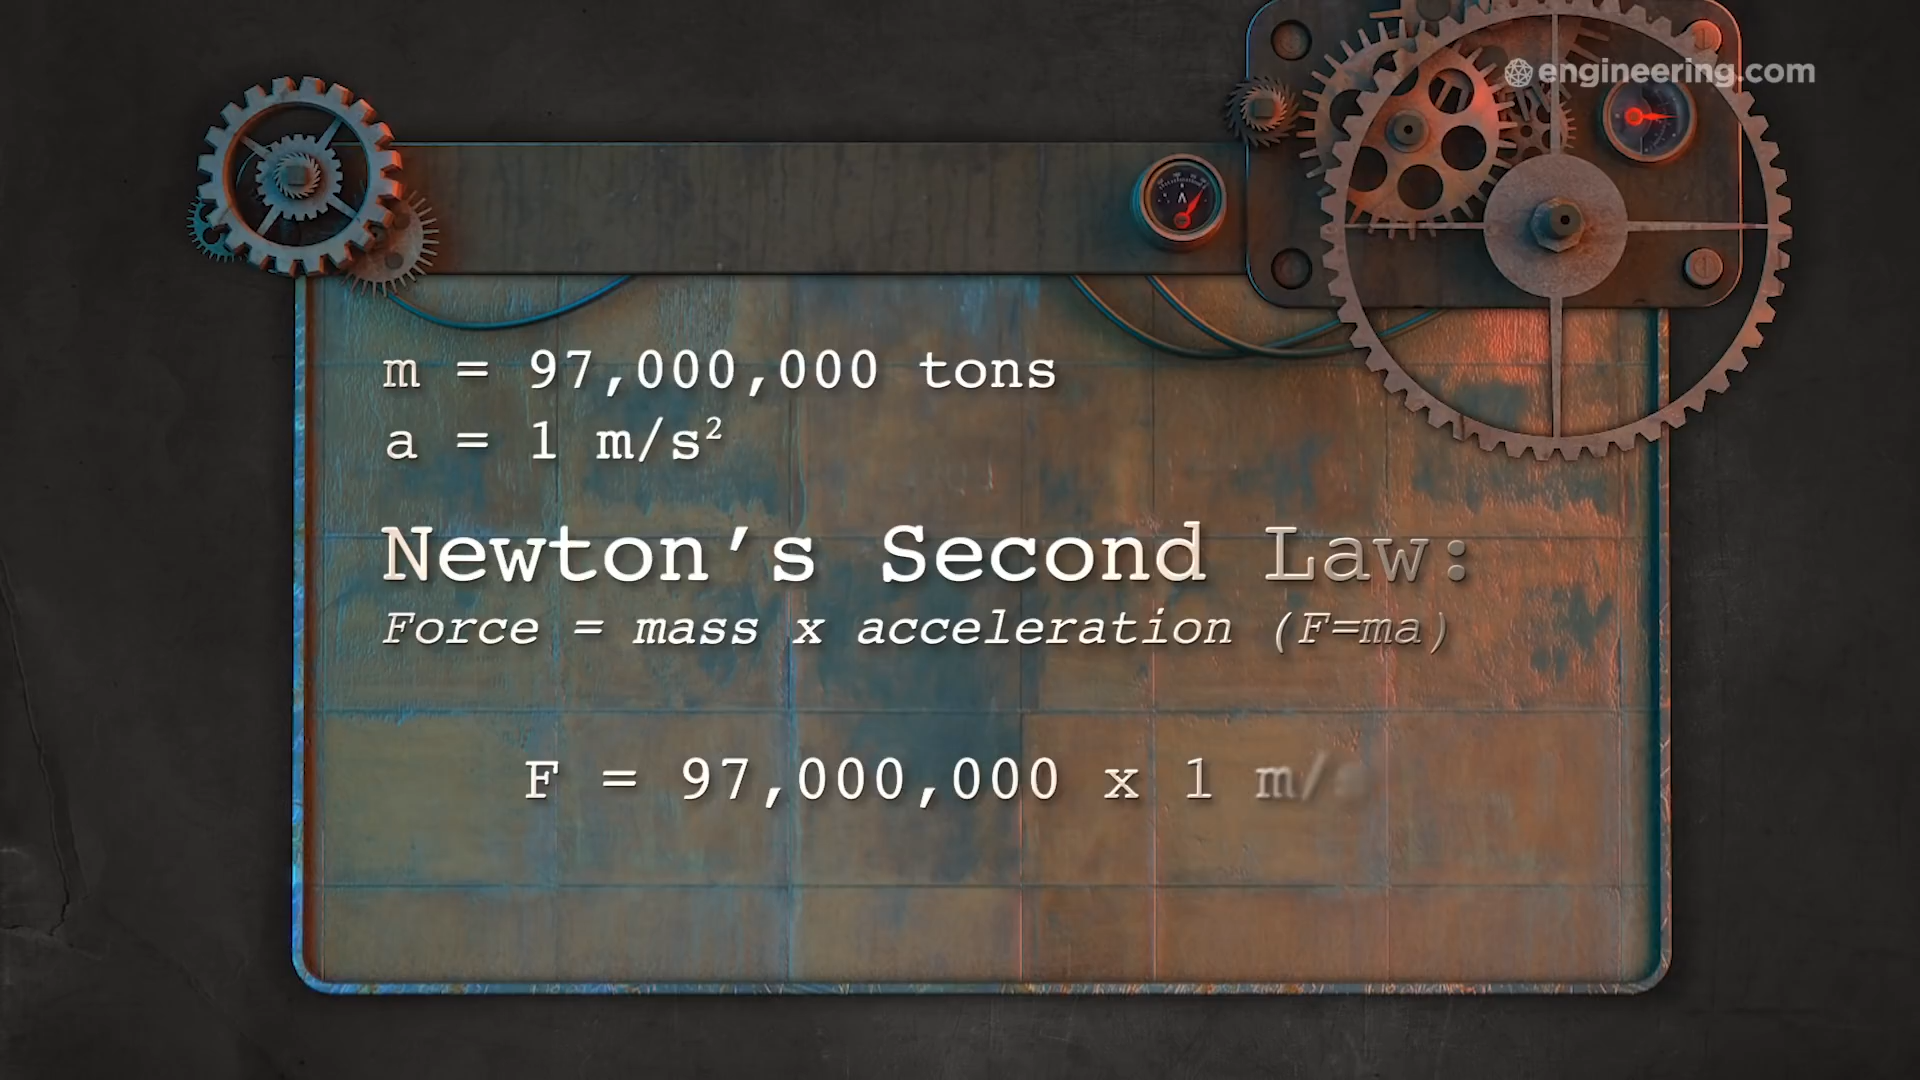 engineering.com
m = 97,000,000 tons
a = 1 m/s²
Newton's Second Law:
Force = mass x acceleration (F=ma)
F = 97,000,000 x 1 m/s